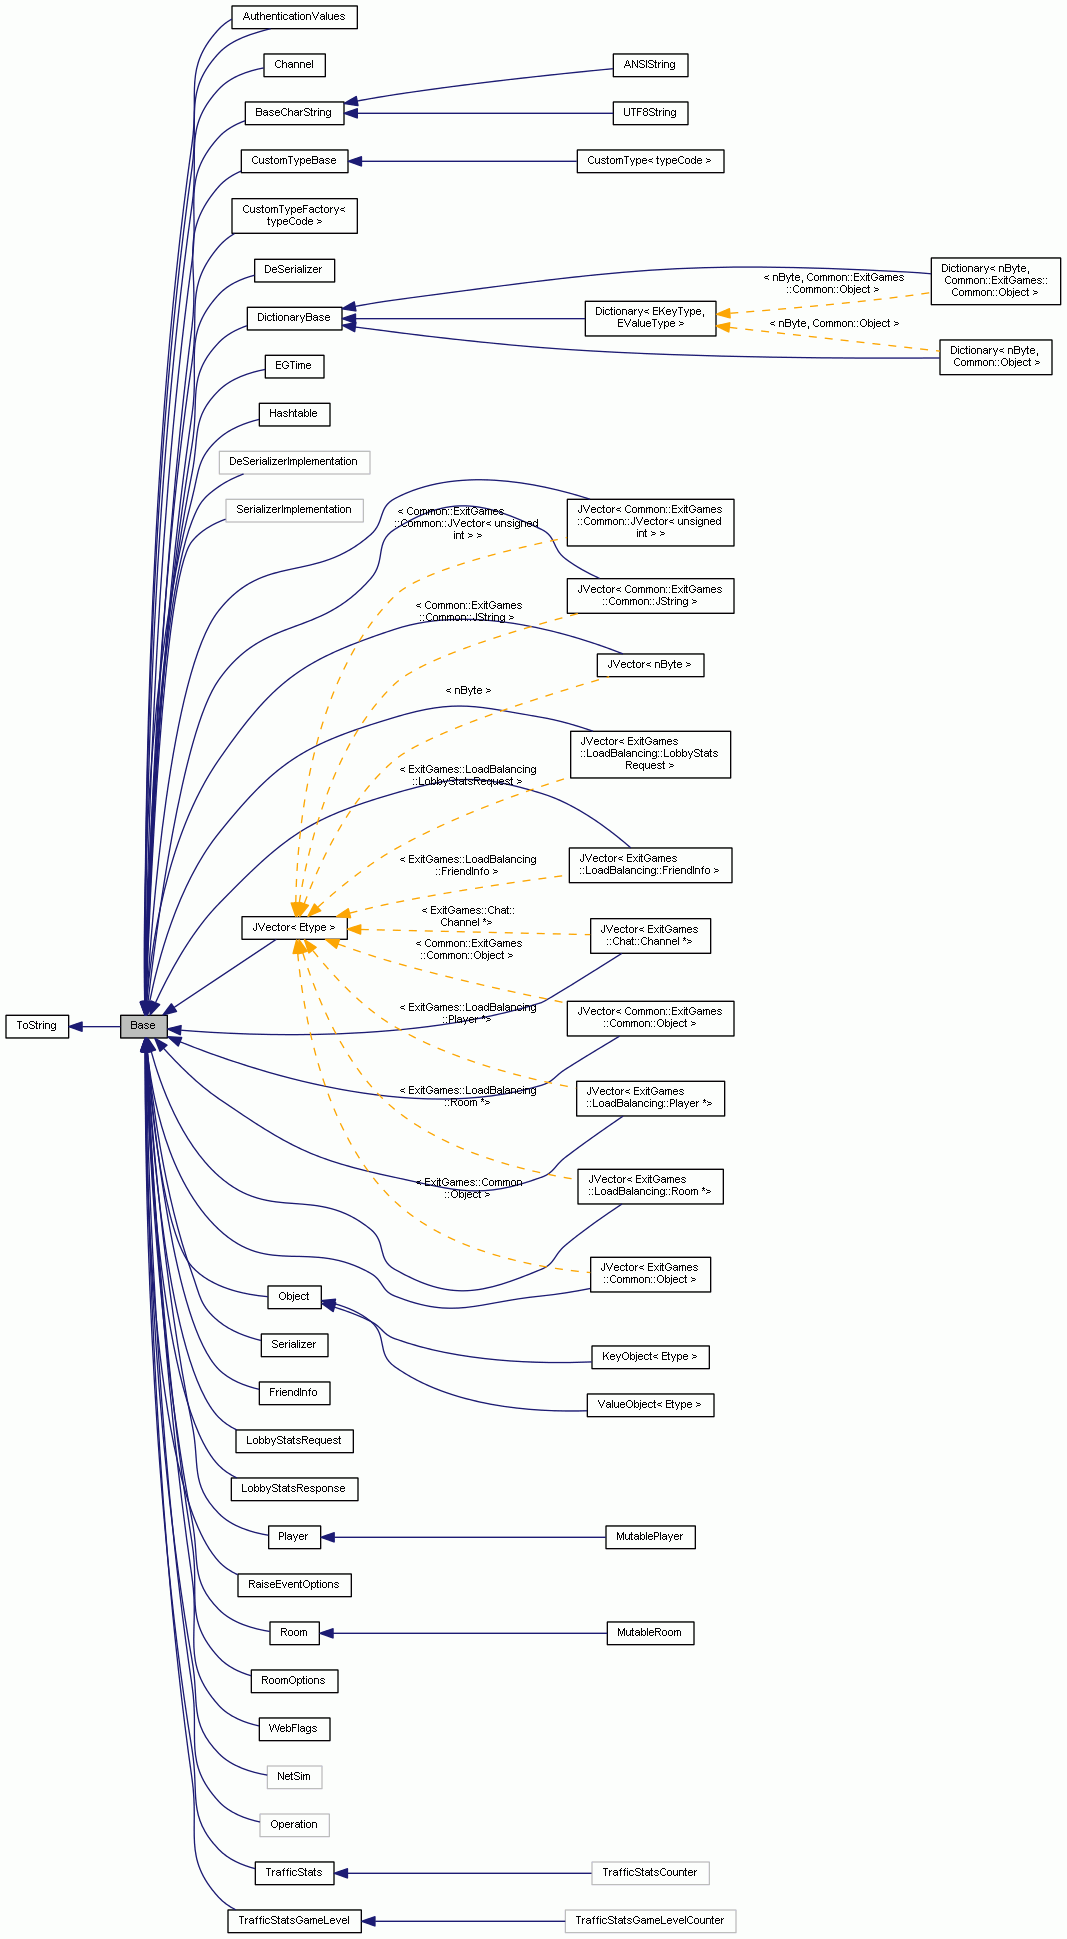 AuthenticationValues
Channel
ANSIString
BaseCharString
UTF8String
CustomTypeBase
CustomType< typeCode >
CustomTypeFactory<
typeCode >
DeSerializer
DictionaryBase
< nByte, Common::ExitGames
::Common::Object >
Dictionary< nByte,
Common::ExitGames::
Common::Object >
Dictionary< EKeyType,
EValueType >
< nByte, Common::Object >
Dictionary< nByte,
Common::Object >
EGTime
Hashtable
DeSerializerImplementation
SerializerImplementation
< Common::ExitGames
::Common::JVector< unsigned
int > >
JVector< Common::ExitGames
::Common::JVector< unsigned
int > >
JVector< Common::ExitGames
::Common::JString >
< Common::ExitGames
::Common::JString >
JVector< nByte >
< nByte >
JVector< ExitGames
::LoadBalancing::LobbyStats
Request >
< ExitGames::LoadBalancing
::LobbyStatsRequest >
< ExitGames::LoadBalancing
::FriendInfo >
JVector< ExitGames
::LoadBalancing::FriendInfo >
JVector< Etype >
< ExitGames::Chat::
Channel *>
JVector< ExitGames
::Chat::Channel *>
< Common::ExitGames
::Common::Object >
JVector< Common::ExitGames
::Common::Object >
ToString
Base
< ExitGames::LoadBalancing
::Player *>
JVector< ExitGames
::LoadBalancing::Player *>
< ExitGames::LoadBalancing
::Room *>
JVector< ExitGames
::LoadBalancing::Room *>
< ExitGames::Common
::Object >
JVector< ExitGames
::Common::Object >
Object
Serializer
KeyObject< Etype >
FriendInfo
ValueObject< Etype >
LobbyStatsRequest
LobbyStatsResponse
Player
MutablePlayer
RaiseEventOptions
Room
MutableRoom
RoomOptions
WebFlags
NetSim
Operation
TrafficStats
TrafficStatsCounter
TrafficStatsGameLevel
TrafficStatsGameLevelCounter